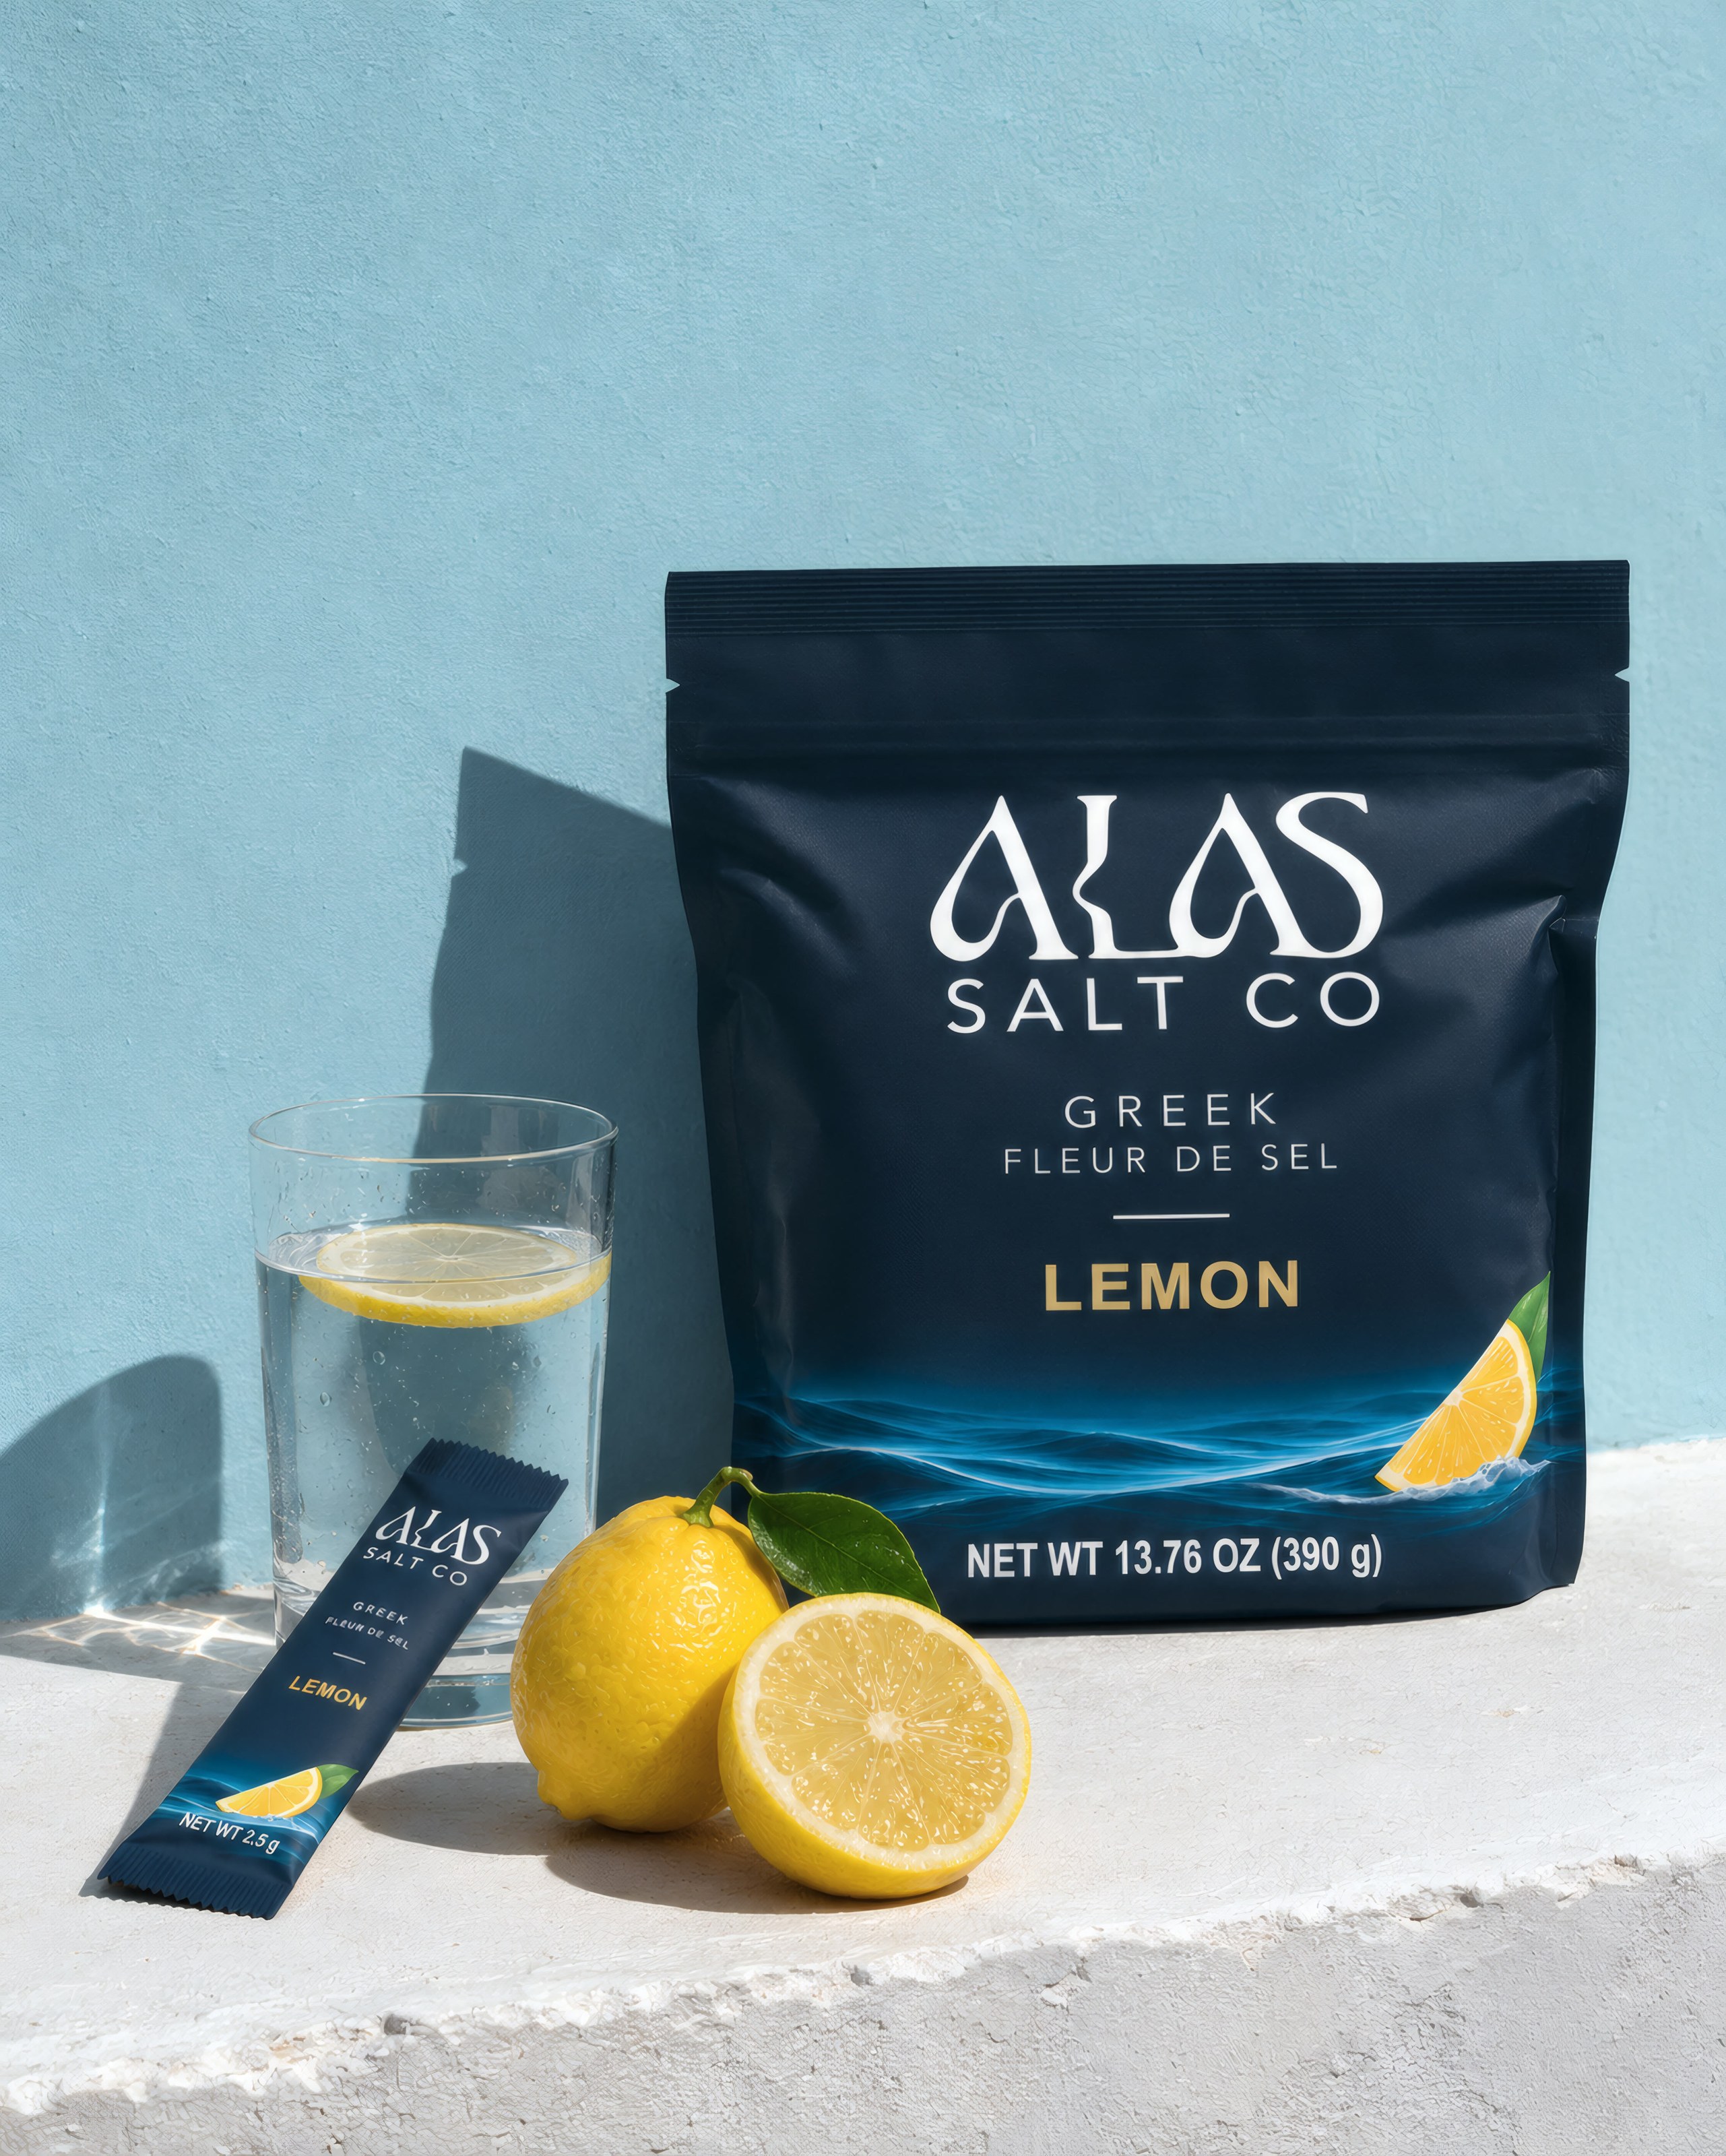 ALAS
SALT CO
GREEK
FLEUR DE SEL
LEMON
NET WT 13.76 OZ (390 g)
ALAS
SALT CO
GREEK
FLEUR DE SEL
LEMON
NET WT 2.5 g